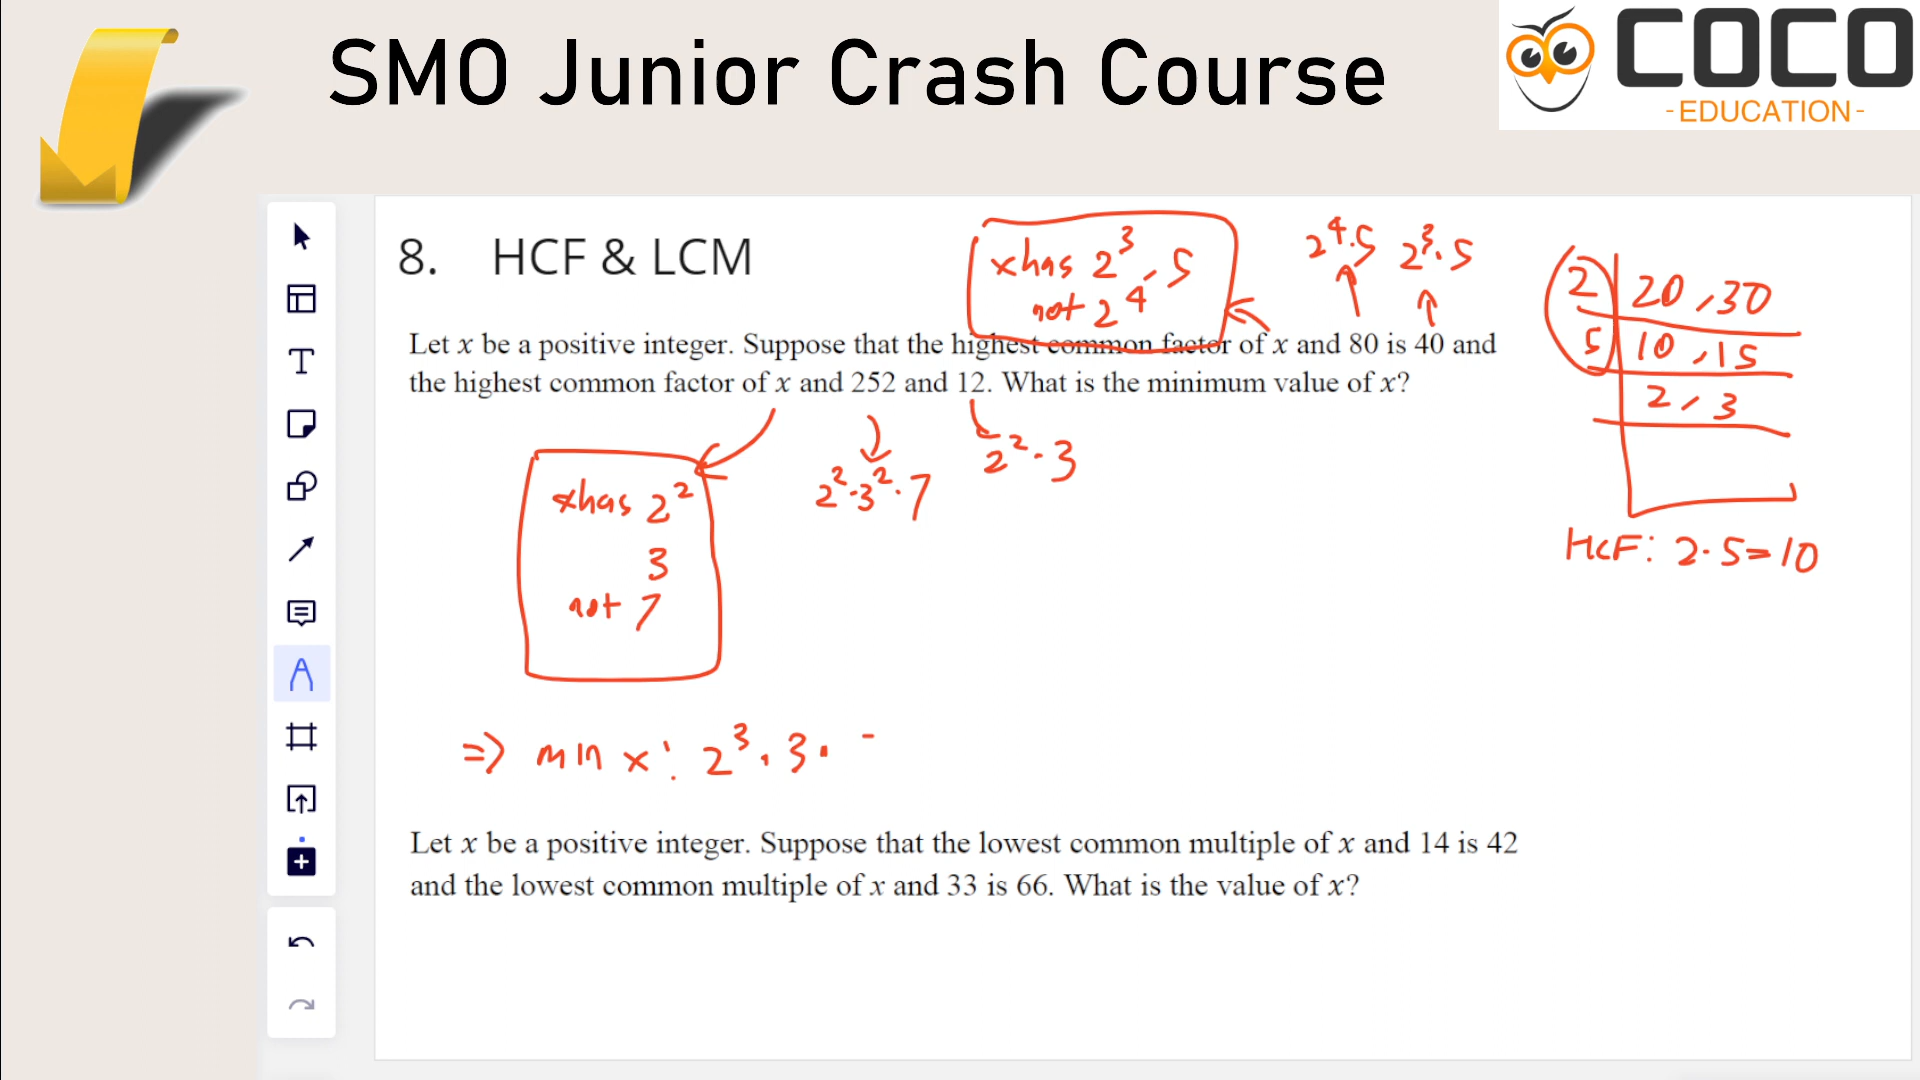 SMO Junior Crash Course
COCO
-EDUCATION-
8. HCF & LCM
x has 2³, 5
not 2⁴
2⁴·5 2³·5
2 | 20, 30
5 | 10, 15
2, 3
HCF: 2·5=10
Let x be a positive integer. Suppose that the highest common factor of x and 80 is 40 and
the highest common factor of x and 252 and 12. What is the minimum value of x?
x has 2²
3
not 7
2²·3²·7
2²·3
=> min x: 2³·3·
Let x be a positive integer. Suppose that the lowest common multiple of x and 14 is 42
and the lowest common multiple of x and 33 is 66. What is the value of x?